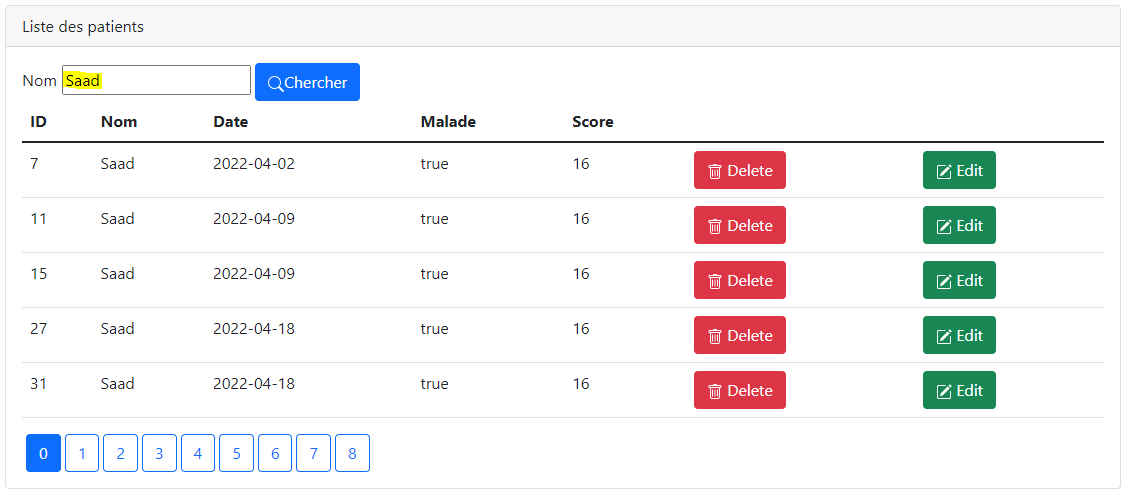 Liste des patients
Nom Saad Chercher
ID Nom Date Malade Score
7 Saad 2022-04-02 true 16 Delete Edit
11 Saad 2022-04-09 true 16 Delete Edit
15 Saad 2022-04-09 true 16 Delete Edit
27 Saad 2022-04-18 true 16 Delete Edit
31 Saad 2022-04-18 true 16 Delete Edit
0 1 2 3 4 5 6 7 8